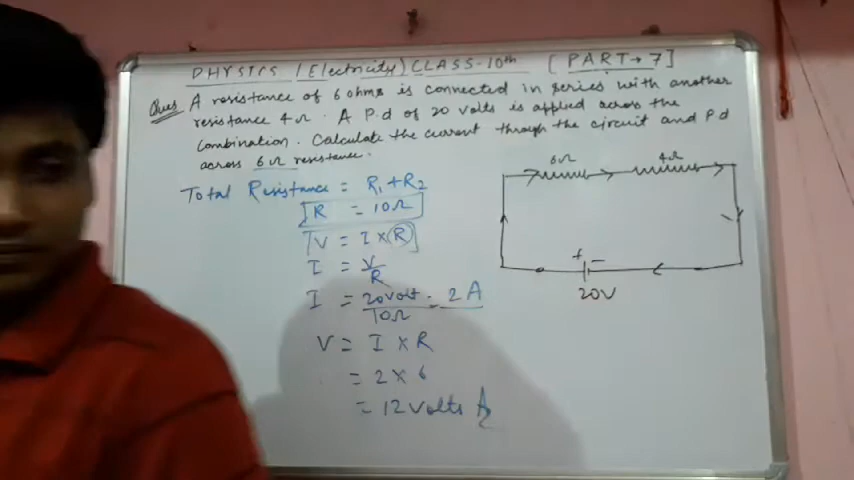 PHYSICS / Electricity) CLASS-10th [ PART → 7 ]
Ques A resistance of 6 ohms is connected in series with another
resistance 4Ω . A P.d of 20 volts is applied across the
combination . Calculate the current through the circuit and Pd
across 6Ω resistance.
Total Resistance = R₁+R₂
R = 10Ω
V = I × R
I = V/R
I = 20volt/10Ω = 2 A
V = I × R
= 2 × 6
= 12 volts
6Ω 4Ω
+ −
20V